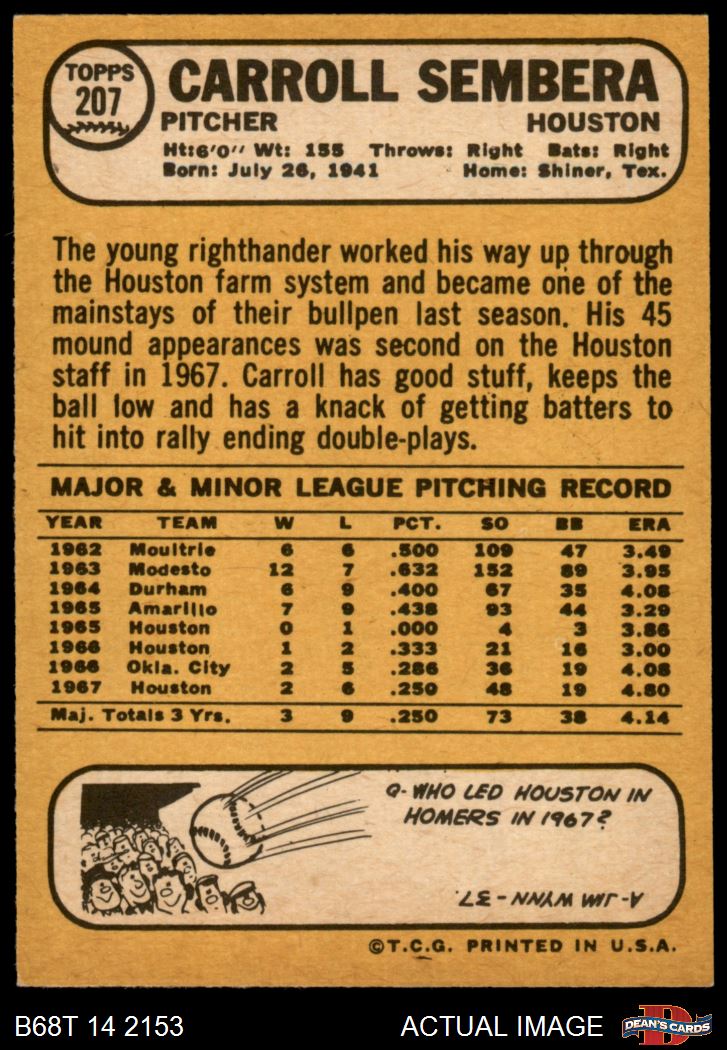 TOPPS
207
CARROLL SEMBERA
PITCHER HOUSTON
Ht:6'0" Wt: 155 Throws: Right Bats: Right
Born: July 26, 1941 Home: Shiner, Tex.
The young righthander worked his way up through
the Houston farm system and became one of the
mainstays of their bullpen last season. His 45
mound appearances was second on the Houston
staff in 1967. Carroll has good stuff, keeps the
ball low and has a knack of getting batters to
hit into rally ending double-plays.
MAJOR & MINOR LEAGUE PITCHING RECORD
YEAR TEAM W L PCT. SO BB ERA
1962 Moultrie 6 6 .500 109 47 3.49
1963 Modesto 12 7 .632 152 89 3.95
1964 Durham 6 9 .400 67 35 4.08
1965 Amarillo 7 9 .438 93 44 3.29
1965 Houston 0 1 .000 4 3 3.86
1966 Houston 1 2 .333 21 16 3.00
1966 Okla. City 2 5 .286 36 19 4.08
1967 Houston 2 6 .250 48 19 4.80
Maj. Totals 3 Yrs. 3 9 .250 73 38 4.14
Q- WHO LED HOUSTON IN
HOMERS IN 1967?
A-JIM WYNN - 37.
©T.C.G. PRINTED IN U.S.A.
B68T 14 2153 ACTUAL IMAGE D DEAN'S CARDS